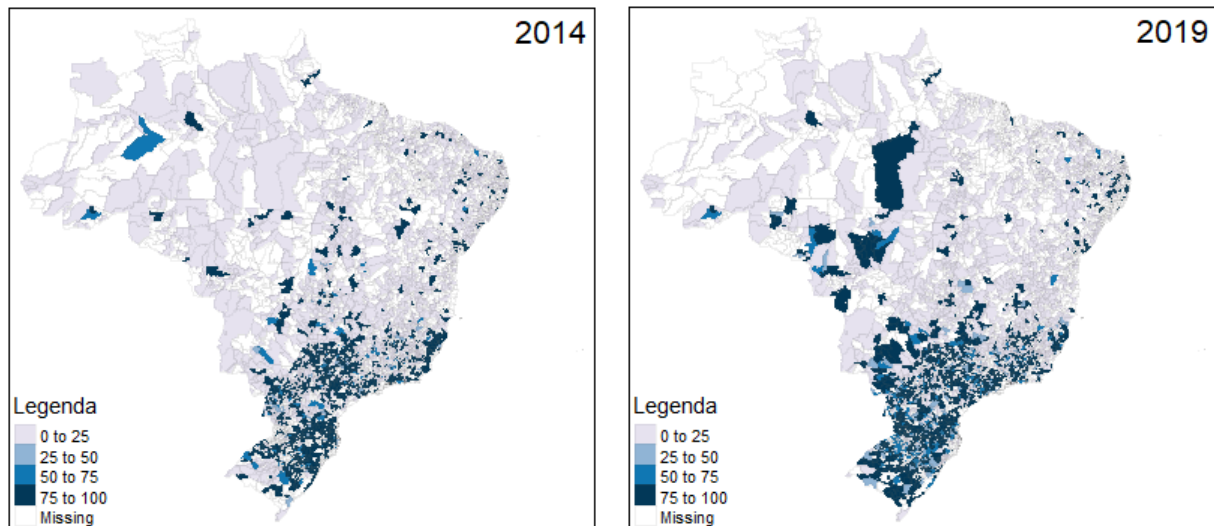 2014
Legenda
0 to 25
25 to 50
50 to 75
75 to 100
Missing
2019
Legenda
0 to 25
25 to 50
50 to 75
75 to 100
Missing